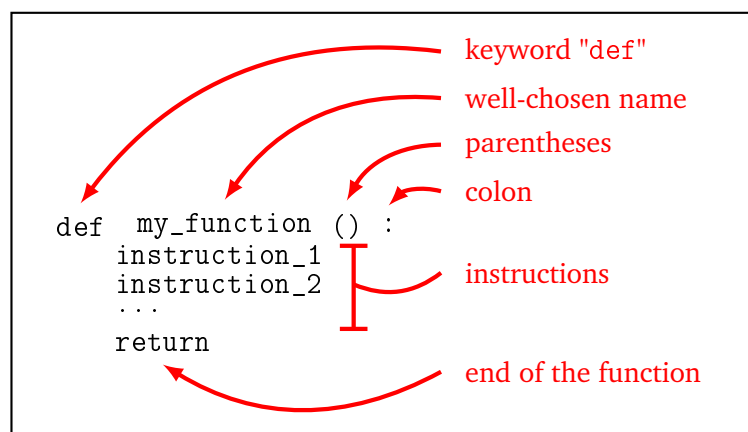 keyword "def"
well-chosen name
parentheses
colon
def my_function () :
instruction_1
instruction_2
...
return
instructions
end of the function